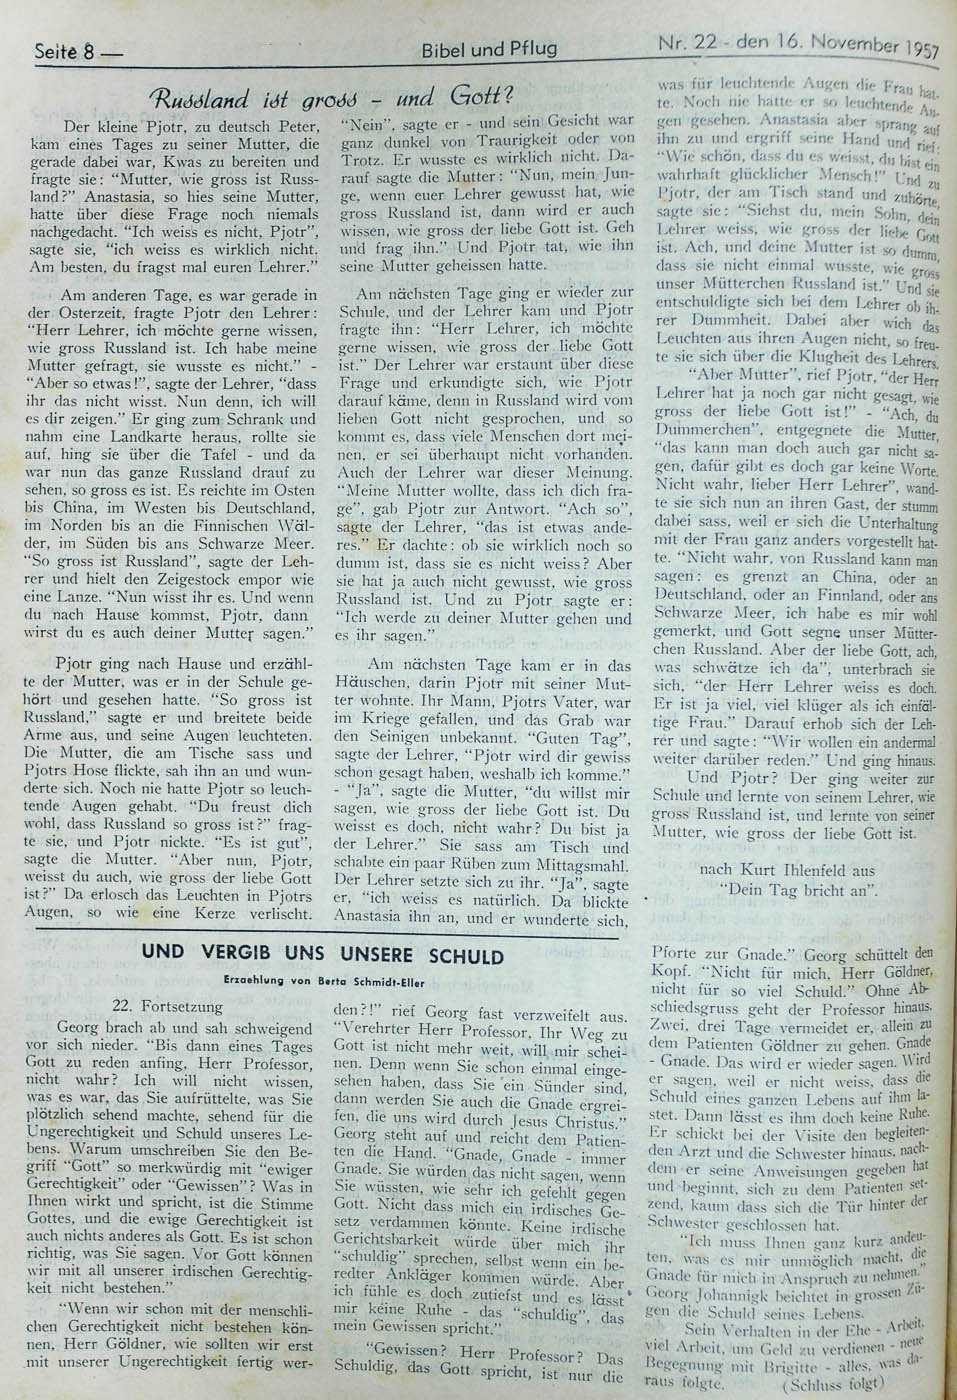 Seite 8 —
Bibel und Pflug
Nr. 22 - den 16. November 1957
Russland ist gross - und Gott?
Der kleine Pjotr, zu deutsch Peter,
kam eines Tages zu seiner Mutter, die
gerade dabei war, Kwas zu bereiten und
fragte sie: "Mutter, wie gross ist Russ-
land?" Anastasia, so hies seine Mutter,
hatte über diese Frage noch niemals
nachgedacht. "Ich weiss es nicht, Pjotr",
sagte sie, "ich weiss es wirklich nicht.
Am besten, du fragst mal euren Lehrer."
Am anderen Tage, es war gerade in
der Osterzeit, fragte Pjotr den Lehrer:
"Herr Lehrer, ich möchte gerne wissen,
wie gross Russland ist. Ich habe meine
Mutter gefragt, sie wusste es nicht." -
"Aber so etwas!", sagte der Lehrer, "dass
ihr das nicht wisst. Nun denn, ich will
es dir zeigen." Er ging zum Schrank und
nahm eine Landkarte heraus, rollte sie
auf, hing sie über die Tafel - und da
war nun das ganze Russland drauf zu
sehen, so gross es ist. Es reichte im Osten
bis China, im Westen bis Deutschland,
im Norden bis an die Finnischen Wäl-
der, im Süden bis ans Schwarze Meer.
"So gross ist Russland", sagte der Leh-
rer und hielt den Zeigestock empor wie
eine Lanze. "Nun wisst ihr es. Und wenn
du nach Hause kommst, Pjotr, dann
wirst du es auch deiner Mutter sagen."
Pjotr ging nach Hause und erzähl-
te der Mutter, was er in der Schule ge-
hört und gesehen hatte. "So gross ist
Russland," sagte er und breitete beide
Arme aus, und seine Augen leuchteten.
Die Mutter, die am Tische sass und
Pjotrs Hose flickte, sah ihn an und wun-
derte sich. Noch nie hatte Pjotr so leuch-
tende Augen gehabt. "Du freust dich
wohl, dass Russland so gross ist?" frag-
te sie, und Pjotr nickte. "Es ist gut",
sagte die Mutter. "Aber nun, Pjotr,
weisst du auch, wie gross der liebe Gott
ist?" Da erlosch das Leuchten in Pjotrs
Augen, so wie eine Kerze verlischt.
"Nein", sagte er - und sein Gesicht war
ganz dunkel von Traurigkeit oder von
Trotz. Er wusste es wirklich nicht. Da-
rauf sagte die Mutter: "Nun, mein Jun-
ge, wenn euer Lehrer gewusst hat, wie
gross Russland ist, dann wird er auch
wissen, wie gross der liebe Gott ist. Geh
und frag ihn." Und Pjotr tat, wie ihn
seine Mutter geheissen hatte.
Am nächsten Tage ging er wieder zur
Schule, und der Lehrer kam und Pjotr
fragte ihn: "Herr Lehrer, ich möchte
gerne wissen, wie gross der liebe Gott
ist." Der Lehrer war erstaunt über diese
Frage und erkundigte sich, wie Pjotr
darauf käme, denn in Russland wird vom
lieben Gott nicht gesprochen, und so
kommt es, dass viele Menschen dort mei-
nen, er sei überhaupt nicht vorhanden.
Auch der Lehrer war dieser Meinung.
"Meine Mutter wollte, dass ich dich fra-
ge", gab Pjotr zur Antwort. "Ach so",
sagte der Lehrer, "das ist etwas ande-
res." Er dachte: ob sie wirklich noch so
dumm ist, dass sie es nicht weiss? Aber
sie hat ja auch nicht gewusst, wie gross
Russland ist. Und zu Pjotr sagte er:
"Ich werde zu deiner Mutter gehen und
es ihr sagen."
Am nächsten Tage kam er in das
Häuschen, darin Pjotr mit seiner Mut-
ter wohnte. Ihr Mann, Pjotrs Vater, war
im Kriege gefallen, und das Grab war
den Seinigen unbekannt. "Guten Tag",
sagte der Lehrer, "Pjotr wird dir gewiss
schon gesagt haben, weshalb ich komme."
- "Ja", sagte die Mutter, "du willst mir
sagen, wie gross der liebe Gott ist. Du
weisst es doch, nicht wahr? Du bist ja
der Lehrer." Sie sass am Tisch und
schabte ein paar Rüben zum Mittagsmahl.
Der Lehrer setzte sich zu ihr. "Ja", sagte
er, "ich weiss es natürlich. Da blickte
Anastasia ihn an, und er wunderte sich,
was für leuchtende Augen die Frau hat-
te. Noch nie hatte er so leuchtende Au-
gen gesehen. Anastasia aber sprang auf
ihn zu und ergriff seine Hand und rief:
"Wie schön, dass du es weisst, du bist ein
wahrhaft glücklicher Mensch!" Und zu
Pjotr, der am Tisch stand und zuhörte,
sagte sie: "Siehst du, mein Sohn, dein
Lehrer weiss, wie gross der liebe Gott
ist. Ach, und deine Mutter ist so dumm,
dass sie nicht einmal wusste, wie gross
unser Mütterchen Russland ist." Und sie
entschuldigte sich bei dem Lehrer ob ih-
rer Dummheit. Dabei aber wich das
Leuchten aus ihren Augen nicht, so freu-
te sie sich über die Klugheit des Lehrers.
"Aber Mutter", rief Pjotr, "der Herr
Lehrer hat ja noch gar nicht gesagt, wie
gross der liebe Gott ist!" - "Ach, du
Dummerchen", entgegnete die Mutter,
"das kann man doch auch gar nicht sa-
gen, dafür gibt es doch gar keine Worte.
Nicht wahr, lieber Herr Lehrer", wand-
te sie sich nun an ihren Gast, der stumm
dabei sass, weil er sich die Unterhaltung
mit der Frau ganz anders vorgestellt hat-
te. "Nicht wahr, von Russland kann man
sagen: es grenzt an China, oder an
Deutschland, oder an Finnland, oder ans
Schwarze Meer, ich habe es mir wohl
gemerkt, und Gott segne unser Mütter-
chen Russland. Aber der liebe Gott, ach,
was schwätze ich da", unterbrach sie
sich, "der Herr Lehrer weiss es doch.
Er ist ja viel, viel klüger als ich einfäl-
tige Frau." Darauf erhob sich der Leh-
rer und sagte: "Wir wollen ein andermal
weiter darüber reden." Und ging hinaus.
Und Pjotr? Der ging weiter zur
Schule und lernte von seinem Lehrer, wie
gross Russland ist, und lernte von seiner
Mutter, wie gross der liebe Gott ist.
nach Kurt Ihlenfeld aus
"Dein Tag bricht an".
UND VERGIB UNS UNSERE SCHULD
Erzaehlung von Berta Schmidt-Eller
22. Fortsetzung
Georg brach ab und sah schweigend
vor sich nieder. "Bis dann eines Tages
Gott zu reden anfing, Herr Professor,
nicht wahr? Ich will nicht wissen,
was es war, das Sie aufrüttelte, was Sie
plötzlich sehend machte, sehend für die
Ungerechtigkeit und Schuld unseres Le-
bens. Warum umschreiben Sie den Be-
griff "Gott" so merkwürdig mit "ewiger
Gerechtigkeit" oder "Gewissen"? Was in
Ihnen wirkt und spricht, ist die Stimme
Gottes, und die ewige Gerechtigkeit ist
auch nichts anderes als Gott. Es ist schon
richtig, was Sie sagen. Vor Gott können
wir mit all unserer irdischen Gerechtig-
keit nicht bestehen."
"Wenn wir schon mit der menschli-
chen Gerechtigkeit nicht bestehen kön-
nen, Herr Göldner, wie sollten wir erst
mit unserer Ungerechtigkeit fertig wer-
den?!" rief Georg fast verzweifelt aus.
"Verehrter Herr Professor, Ihr Weg zu
Gott ist nicht mehr weit, will mir schei-
nen. Denn wenn Sie schon einmal einge-
sehen haben, dass Sie ein Sünder sind,
dann werden Sie auch die Gnade ergrei-
fen, die uns wird durch Jesus Christus."
Georg steht auf und reicht dem Patien-
ten die Hand. "Gnade, Gnade - immer
Gnade. Sie würden das nicht sagen, wenn
Sie wüssten, wie sehr ich gefehlt gegen
Gott. Nicht dass mich ein irdisches Ge-
setz verdammen könnte. Keine irdische
Gerichtsbarkeit würde über mich ihr
"schuldig" sprechen, selbst wenn ein be-
redter Ankläger kommen würde. Aber
ich fühle es doch zutiefst und es lässt
mir keine Ruhe - das "schuldig", das
mein Gewissen spricht."
"Gewissen? Herr Professor? Das
Schuldig, das Gott spricht, ist nur die
Pforte zur Gnade." Georg schüttelt den
Kopf. "Nicht für mich, Herr Göldner,
nicht für so viel Schuld." Ohne Ab-
schiedsgruss geht der Professor hinaus.
Zwei, drei Tage vermeidet er, allein zu
dem Patienten Göldner zu gehen. Gnade
- Gnade. Das wird er wieder sagen. Wird
er sagen, weil er nicht weiss, dass die
Schuld eines ganzen Lebens auf ihm la-
stet. Dann lässt es ihm doch keine Ruhe.
Er schickt bei der Visite den begleiten-
den Arzt und die Schwester hinaus, nach-
dem er seine Anweisungen gegeben hat
und beginnt, sich zu dem Patienten set-
zend, kaum dass sich die Tür hinter der
Schwester geschlossen hat.
"Ich muss Ihnen ganz kurz andeu-
ten, was es mir unmöglich macht, die
Gnade für mich in Anspruch zu nehmen."
Georg Johannigk beichtet in grossen Zü-
gen die Schuld seines Lebens.
Sein Verhalten in der Ehe - Arbeit,
viel Arbeit, um Geld zu verdienen - neue
Begegnung mit Brigitte - alles, was da-
raus folgte. (Schluss folgt)